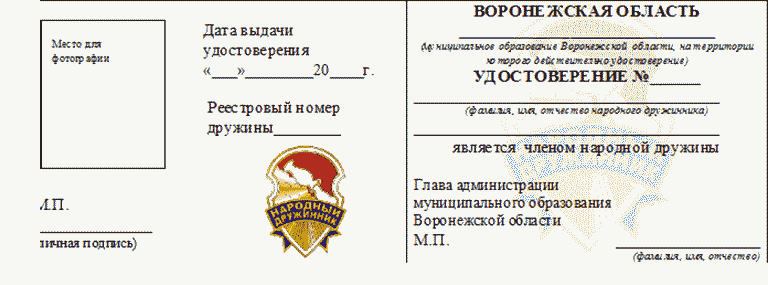 Место для
фотографии
М.П.
личная подпись)
Дата выдачи
удостоверения
«___»_________20____г.
Реестровый номер
дружины_________
НАРОДНЫЙ
ДРУЖИННИК
ВОРОНЕЖСКАЯ ОБЛАСТЬ
(муниципальное образование Воронежской области, на территории
которого действительно удостоверение)
УДОСТОВЕРЕНИЕ №______
(фамилия, имя, отчество народного дружинника)
является членом народной дружины
Глава администрации
муниципального образования
Воронежской области
М.П.
(фамилия, имя, отчество)